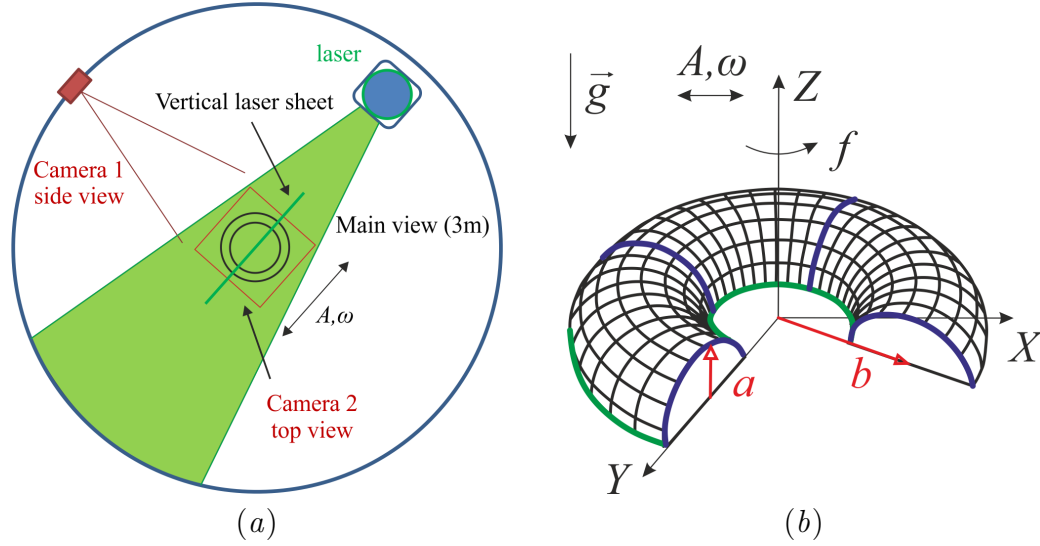 laser
Vertical laser sheet
Camera 1
side view
Main view (3m)
A,ω
Camera 2
top view
(a)
g⃗
A,ω
Z
f
X
a
b
Y
(b)